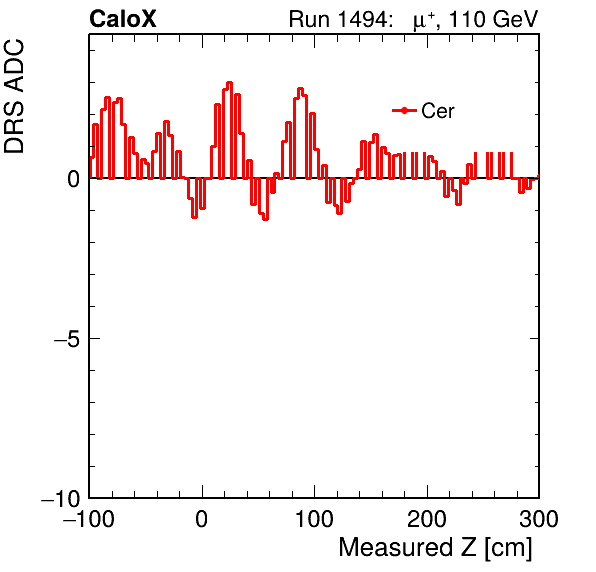 CaloX Run 1494: μ⁺, 110 GeV
DRS ADC
Cer
0
−5
−10
−100 0 100 200 300
Measured Z [cm]